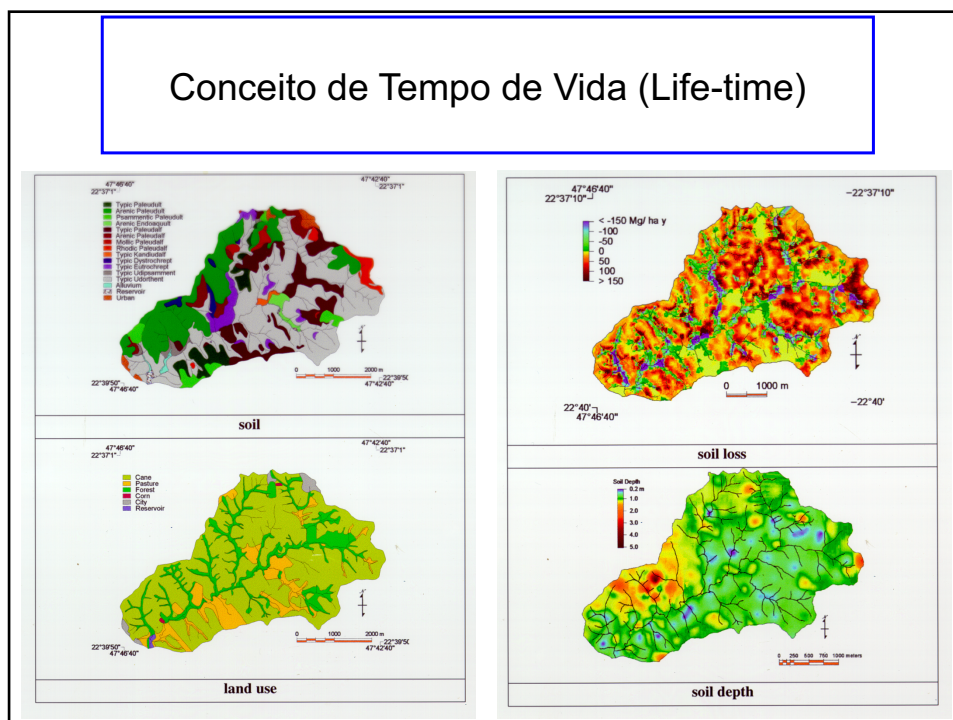 Conceito de Tempo de Vida (Life-time)
47°46'40"
22°37'1"
47°42'40"
22°37'1"
Typic Paleudult
Arenic Paleudult
Psammentic Paleudult
Arenic Endoaquult
Typic Paleudalf
Arenic Paleudalf
Mollic Paleudalf
Rhodic Paleudalf
Typic Kandiudalf
Typic Dystrochrept
Typic Eutrochrept
Typic Udipsamment
Typic Udorthent
Alluvium
Reservoir
Urban
0 1000 2000 m
22°39'50"
47°46'40"
22°39'50"
47°42'40"
soil
47°46'40"
22°37'1"
47°42'40"
22°37'1"
Cane
Pasture
Forest
Corn
City
Reservoir
0 1000 2000 m
22°39'50"
47°46'40"
22°39'50"
47°42'40"
land use
47°46'40"
22°37'10"
22°37'10"
< -150 Mg/ ha y
-100
-50
0
50
100
> 150
0 1000 m
22°40'
47°46'40"
22°40'
soil loss
Soil Depth
0.2 m
1.0
2.0
3.0
4.0
5.0
0 250 500 750 1000 meters
soil depth